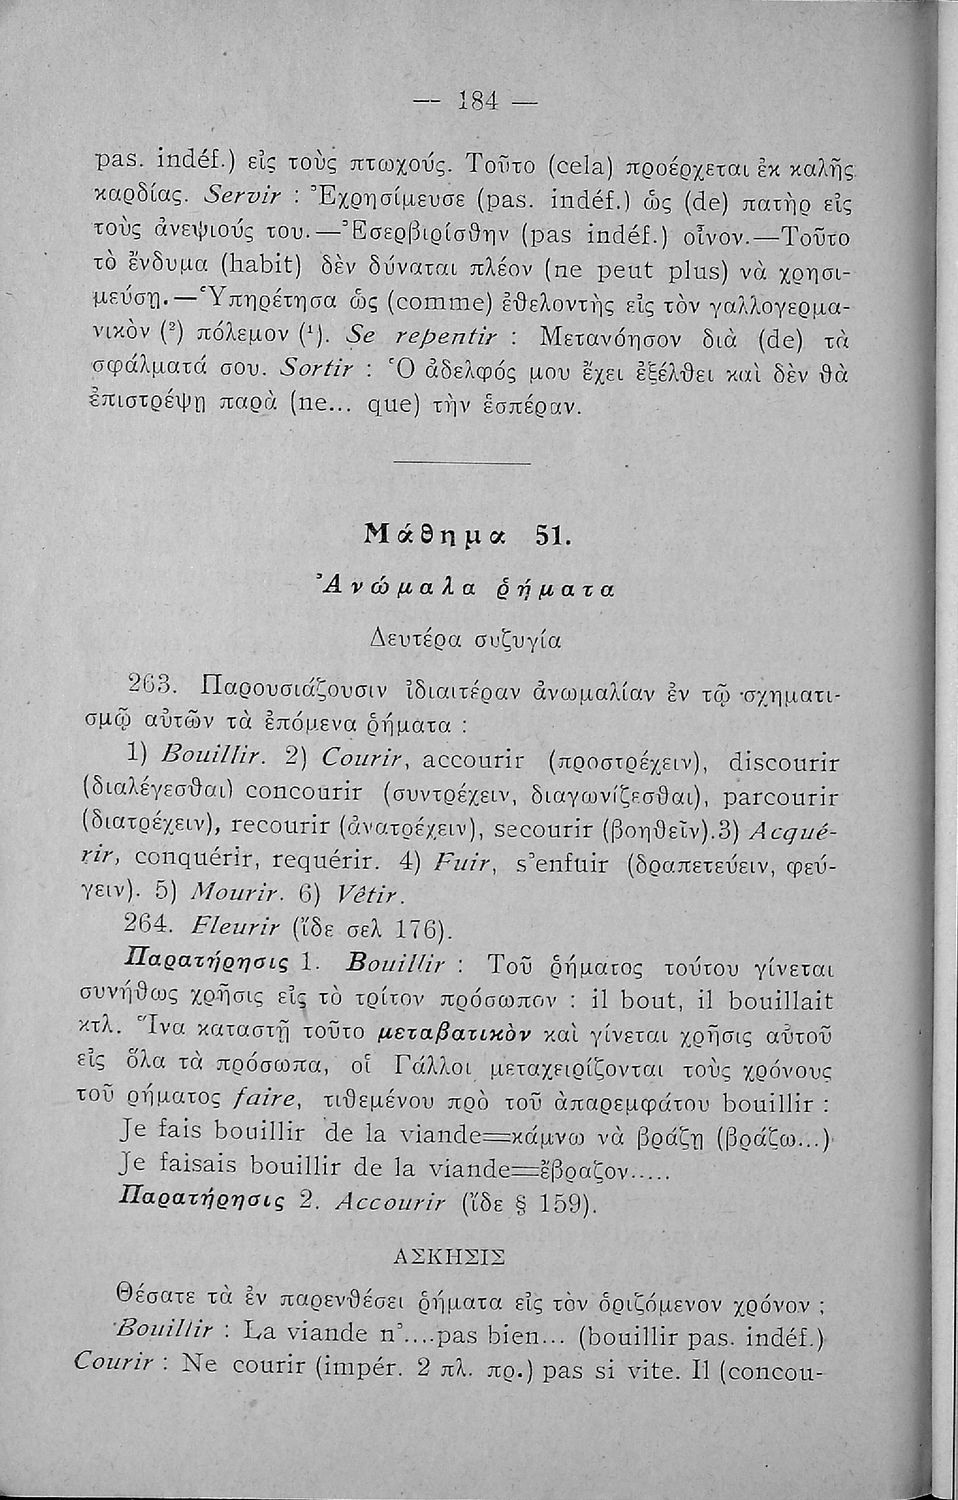 — 184 —
pas. indéf.) εἰς τοὺς πτωχούς. Τοῦτο (cela) προέρχεται ἐκ καλῆς
καρδίας. Servir : Ἐχρησίμευσε (pas. indéf.) ὡς (de) πατὴρ εἰς
τοὺς ἀνεψιούς του.—Ἐσερβιρίσθην (pas indéf.) οἶνον.—Τοῦτο
τὸ ἔνδυμα (habit) δὲν δύναται πλέον (ne peut plus) νὰ χρησι-
μεύσῃ.—Ὑπηρέτησα ὡς (comme) ἐθελοντὴς εἰς τὸν γαλλογερμα-
νικὸν (²) πόλεμον (¹). Se repentir : Μετανόησον διὰ (de) τὰ
σφάλματά σου. Sortir : Ὁ ἀδελφός μου ἔχει ἐξέλθει καὶ δὲν θὰ
ἐπιστρέψῃ παρὰ (ne... que) τὴν ἑσπέραν.
Μάθημα 51.
Ἀνώμαλα ῥήματα
Δευτέρα συζυγία
263. Παρουσιάζουσιν ἰδιαιτέραν ἀνωμαλίαν ἐν τῷ σχηματι-
σμῷ αὐτῶν τὰ ἑπόμενα ῥήματα :
1) Bouillir. 2) Courir, accourir (προστρέχειν), discourir
(διαλέγεσθαι) concourir (συντρέχειν, διαγωνίζεσθαι), parcourir
(διατρέχειν), recourir (ἀνατρέχειν), secourir (βοηθεῖν).3) Acqué-
rir, conquérir, requérir. 4) Fuir, s'enfuir (δραπετεύειν, φεύ-
γειν). 5) Mourir. 6) Vêtir.
264. Fleurir (ἴδε σελ 176).
Παρατήρησις 1. Bouillir : Τοῦ ῥήματος τούτου γίνεται
συνήθως χρῆσις εἰς τὸ τρίτον πρόσωπον : il bout, il bouillait
κτλ. Ἵνα καταστῇ τοῦτο μεταβατικὸν καὶ γίνεται χρῆσις αὐτοῦ
εἰς ὅλα τὰ πρόσωπα, οἱ Γάλλοι μεταχειρίζονται τοὺς χρόνους
τοῦ ρήματος faire, τιθεμένου πρὸ τοῦ ἀπαρεμφάτου bouillir :
Je fais bouillir de la viande=κάμνω νὰ βράζῃ (βράζω...)
Je faisais bouillir de la viande=ἔβραζον.....
Παρατήρησις 2. Accourir (ἴδε § 159).
ΑΣΚΗΣΙΣ
Θέσατε τὰ ἐν παρενθέσει ῥήματα εἰς τὸν ὁριζόμενον χρόνον ;
Bouillir : La viande n'....pas bien... (bouillir pas. indéf.)
Courir : Ne courir (impér. 2 πλ. πρ.) pas si vite. Il (concou-